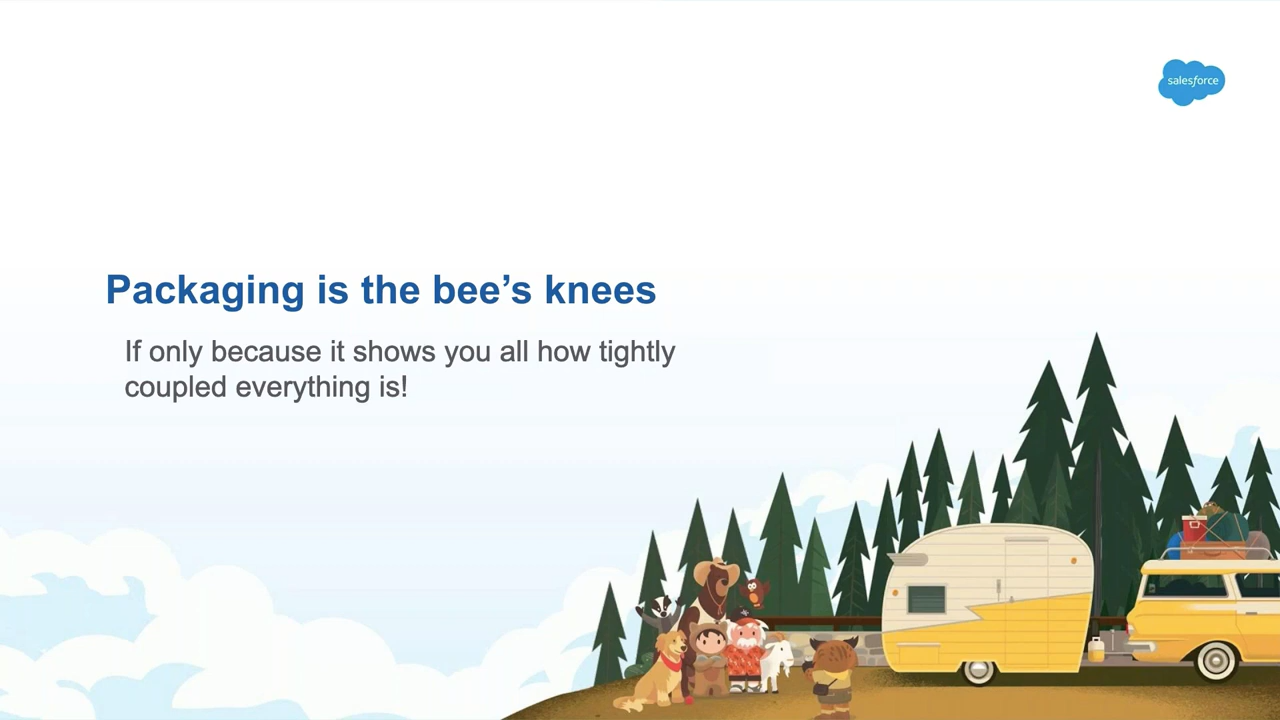 salesforce
Packaging is the bee’s knees
If only because it shows you all how tightly
coupled everything is!